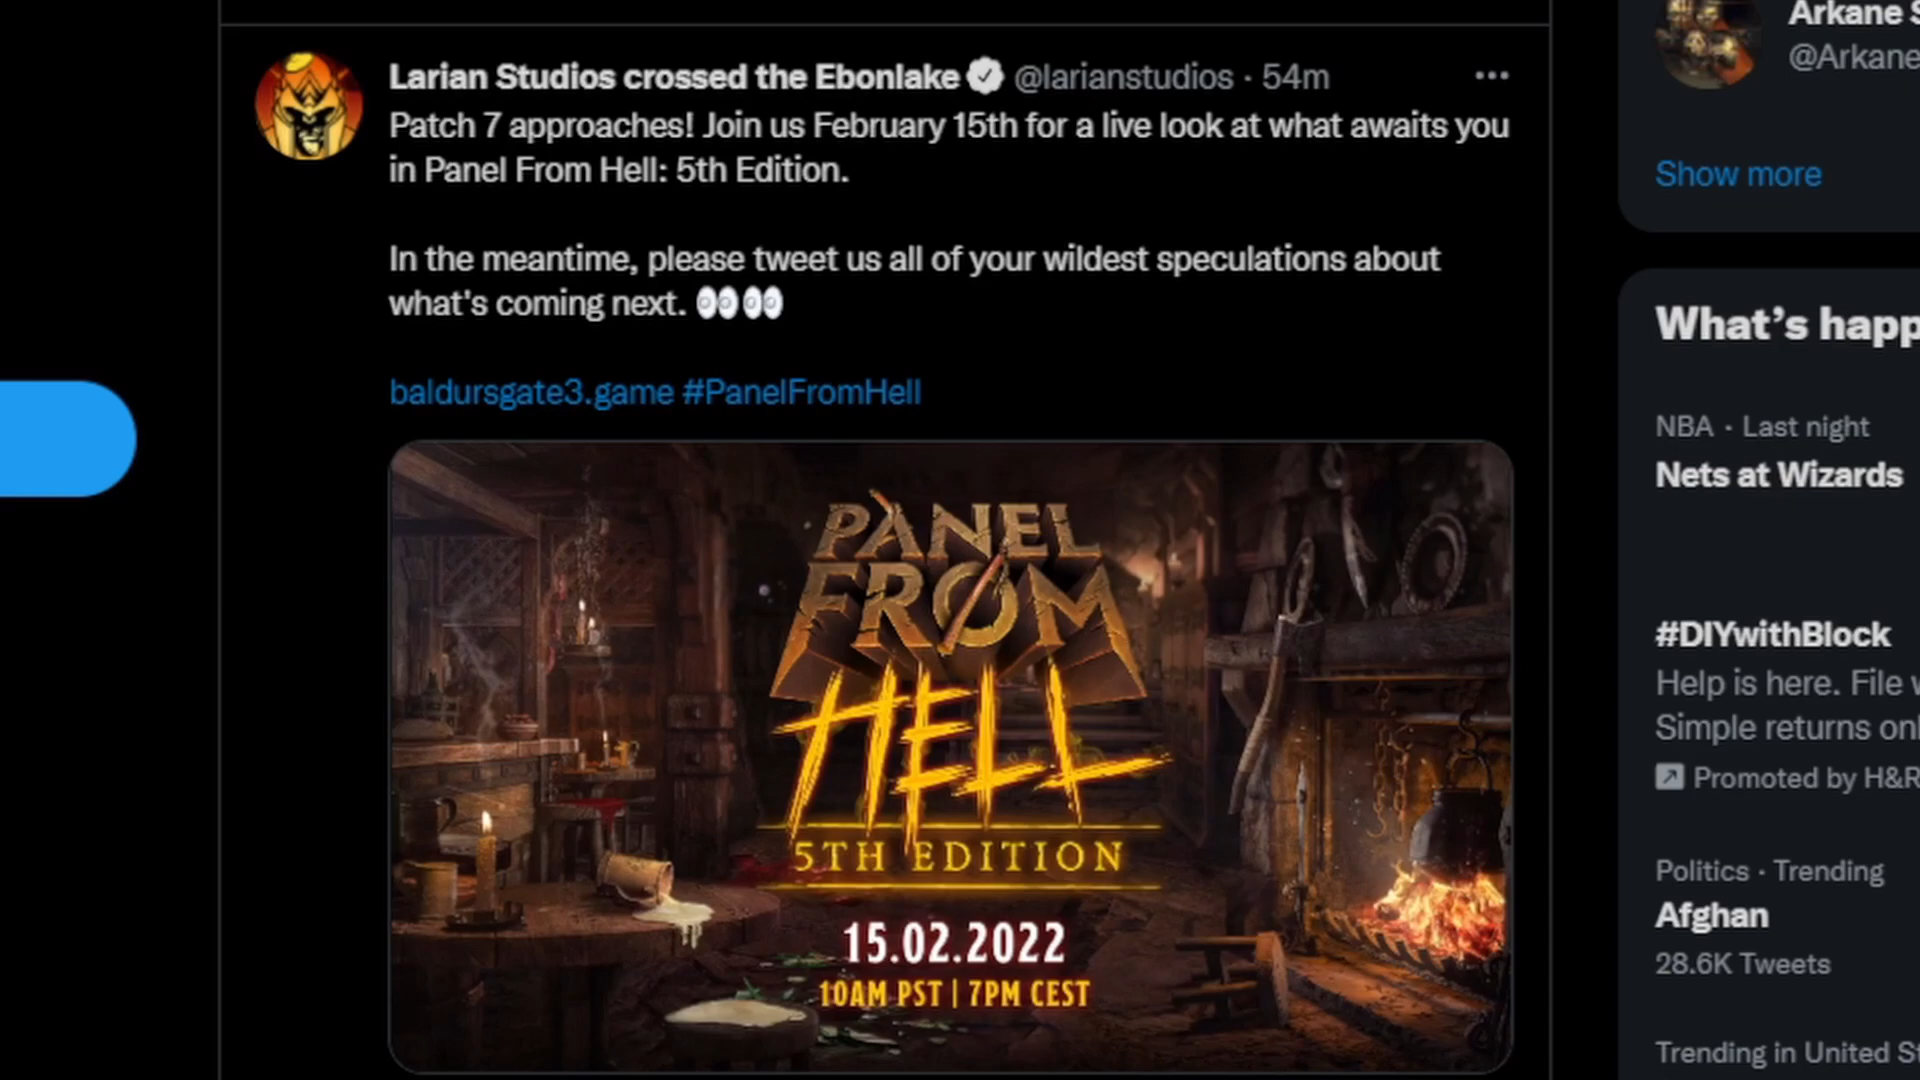 Larian Studios crossed the Ebonlake @larianstudios · 54m
Patch 7 approaches! Join us February 15th for a live look at what awaits you
in Panel From Hell: 5th Edition.
In the meantime, please tweet us all of your wildest speculations about
what's coming next. 👀👀
baldursgate3.game #PanelFromHell
PANEL
FROM
HELL
5TH EDITION
15.02.2022
10AM PST | 7PM CEST
Arkane S
@Arkane
Show more
What's happ
NBA · Last night
Nets at Wizards
#DIYwithBlock
Help is here. File w
Simple returns onl
Promoted by H&R
Politics · Trending
Afghan
28.6K Tweets
Trending in United St